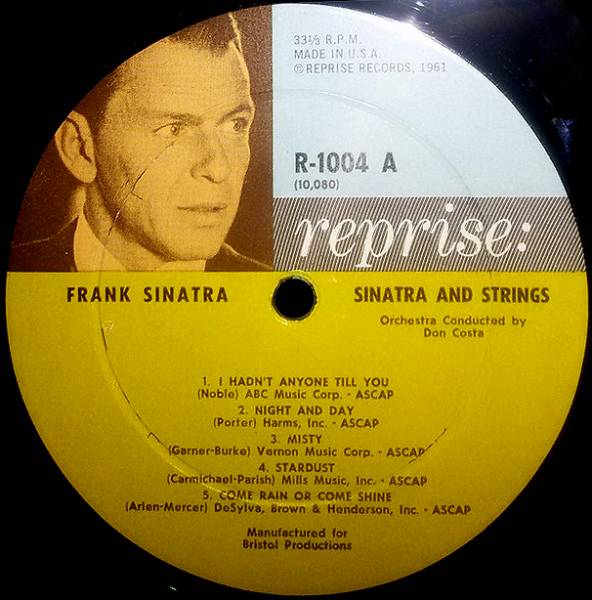 33⅓ R.P.M.
MADE IN U.S.A.
℗REPRISE RECORDS, 1961
R-1004 A
(10,080)
reprise:
FRANK SINATRA
SINATRA AND STRINGS
Orchestra Conducted by
Don Costa
1. I HADN'T ANYONE TILL YOU
(Noble) ABC Music Corp. • ASCAP
2. NIGHT AND DAY
(Porter) Harms, Inc. • ASCAP
3. MISTY
(Garner-Burke) Vernon Music Corp. • ASCAP
4. STARDUST
(Carmichael-Parish) Mills Music, Inc. • ASCAP
5. COME RAIN OR COME SHINE
(Arlen-Mercer) DeSylva, Brown & Henderson, Inc. • ASCAP
Manufactured for
Bristol Productions